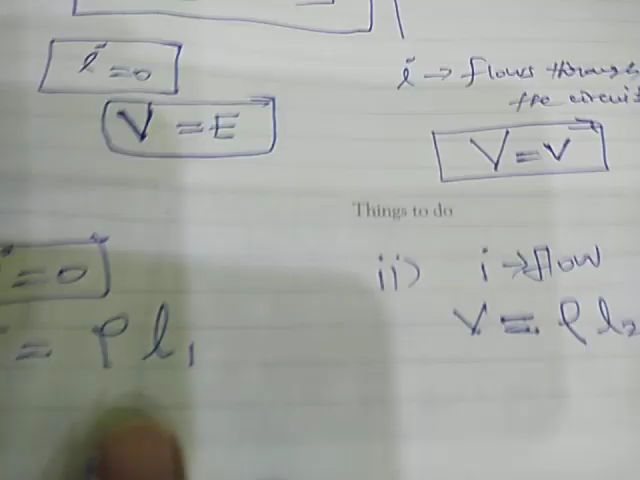 i = 0
V = E
i → flows through
the circuit
V = V
Things to do
i = 0
= ρ l₁
ii) i → flow
V = ρ l₂